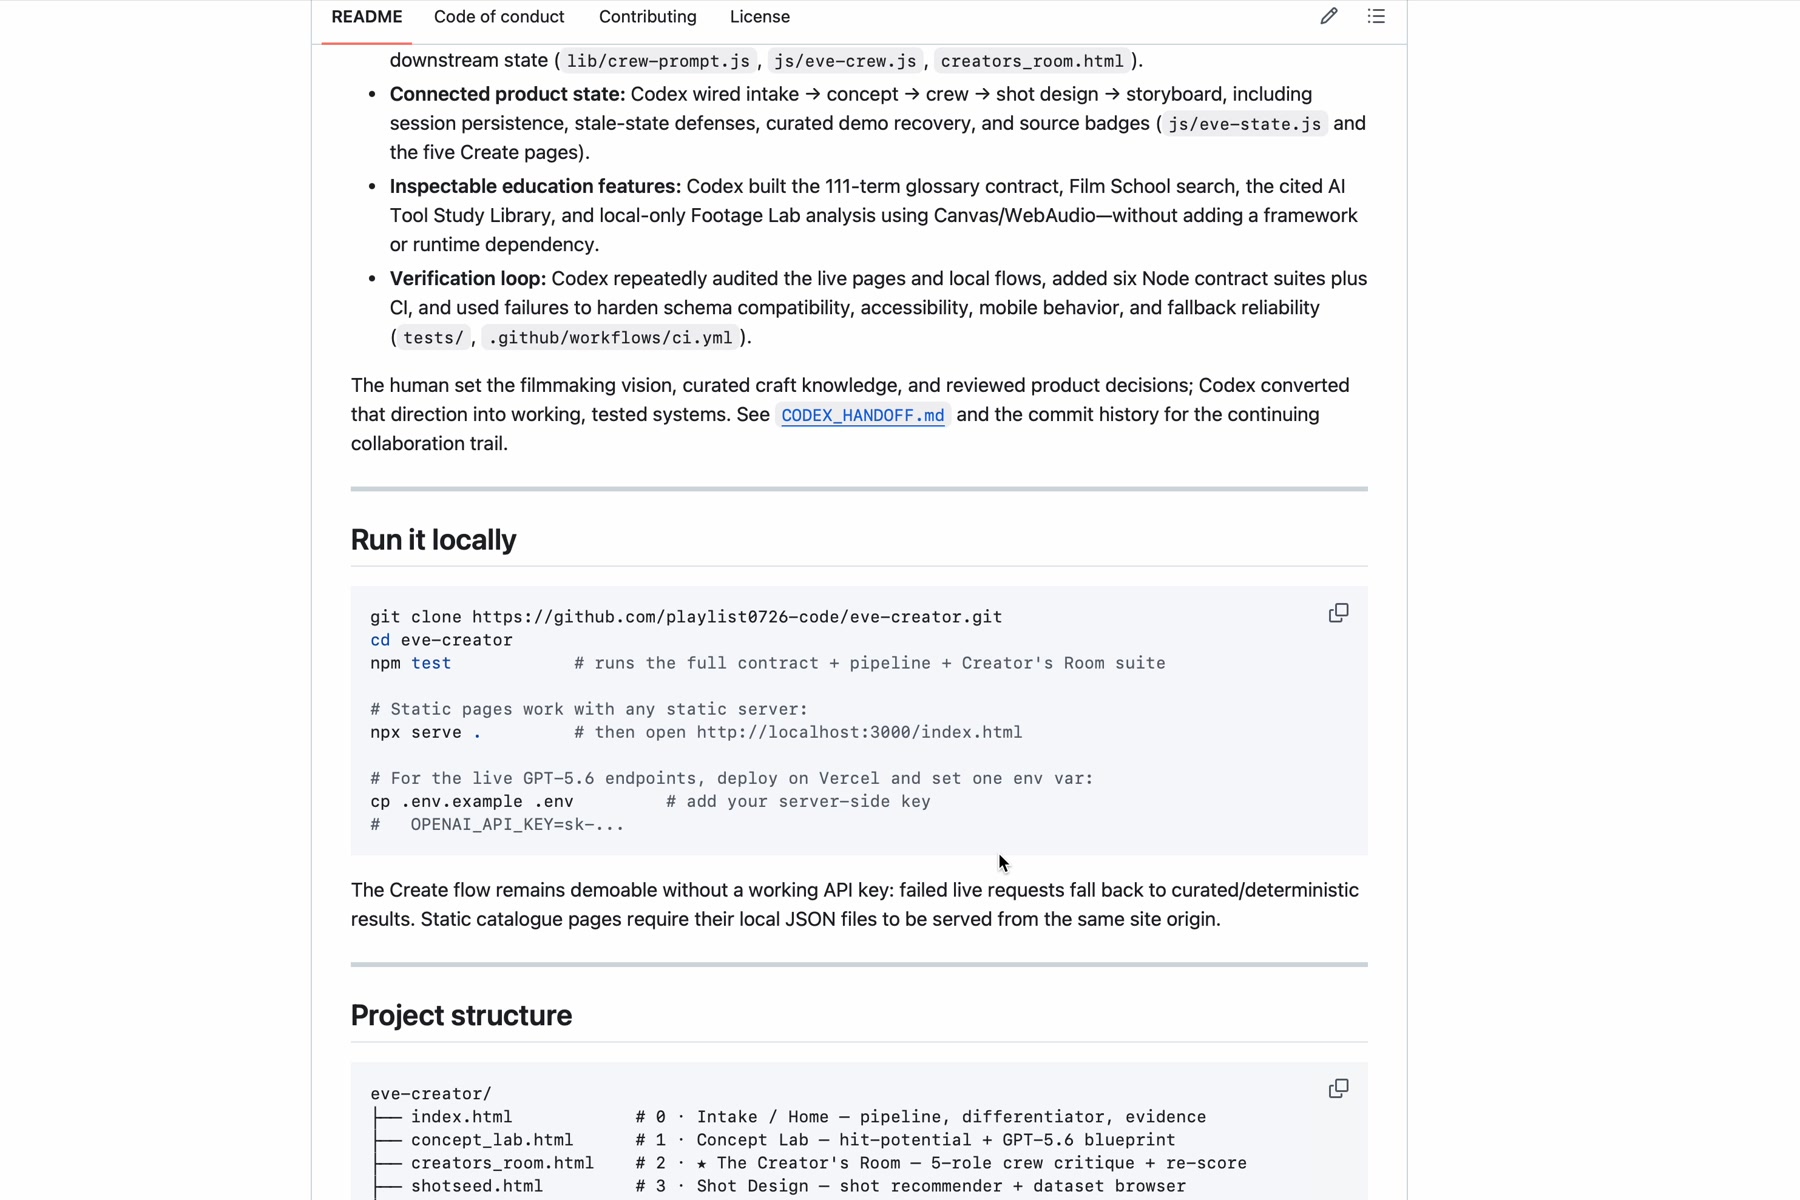 README Code of conduct Contributing License
downstream state ( lib/crew-prompt.js , js/eve-crew.js , creators_room.html ).
• Connected product state: Codex wired intake → concept → crew → shot design → storyboard, including
session persistence, stale-state defenses, curated demo recovery, and source badges ( js/eve-state.js and
the five Create pages).
• Inspectable education features: Codex built the 111-term glossary contract, Film School search, the cited AI
Tool Study Library, and local-only Footage Lab analysis using Canvas/WebAudio—without adding a framework
or runtime dependency.
• Verification loop: Codex repeatedly audited the live pages and local flows, added six Node contract suites plus
CI, and used failures to harden schema compatibility, accessibility, mobile behavior, and fallback reliability
( tests/ , .github/workflows/ci.yml ).
The human set the filmmaking vision, curated craft knowledge, and reviewed product decisions; Codex converted
that direction into working, tested systems. See CODEX_HANDOFF.md and the commit history for the continuing
collaboration trail.
Run it locally
git clone https://github.com/playlist0726-code/eve-creator.git
cd eve-creator
npm test # runs the full contract + pipeline + Creator's Room suite
# Static pages work with any static server:
npx serve . # then open http://localhost:3000/index.html
# For the live GPT-5.6 endpoints, deploy on Vercel and set one env var:
cp .env.example .env # add your server-side key
# OPENAI_API_KEY=sk-...
The Create flow remains demoable without a working API key: failed live requests fall back to curated/deterministic
results. Static catalogue pages require their local JSON files to be served from the same site origin.
Project structure
eve-creator/
├── index.html # 0 · Intake / Home — pipeline, differentiator, evidence
├── concept_lab.html # 1 · Concept Lab — hit-potential + GPT-5.6 blueprint
├── creators_room.html # 2 · ★ The Creator's Room — 5-role crew critique + re-score
├── shotseed.html # 3 · Shot Design — shot recommender + dataset browser